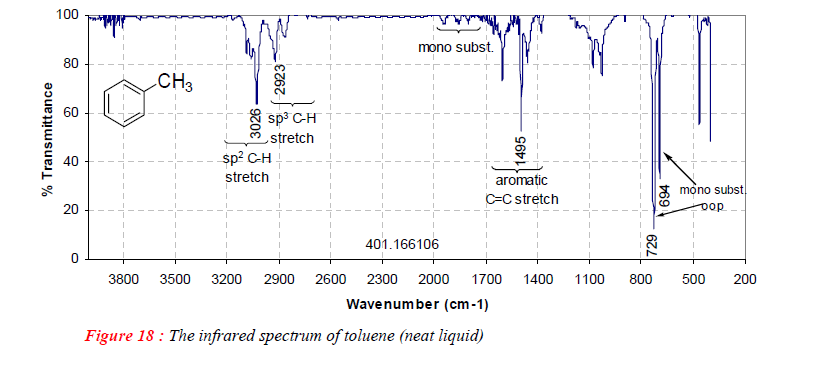 100
80
60
40
20
0
% Transmittance
CH3
3026
2923
sp² C-H
stretch
sp³ C-H
stretch
mono subst.
1495
aromatic
C=C stretch
694
mono subst.
oop
729
401.166106
3800 3500 3200 2900 2600 2300 2000 1700 1400 1100 800 500 200
Wavenumber (cm-1)
Figure 18 : The infrared spectrum of toluene (neat liquid)